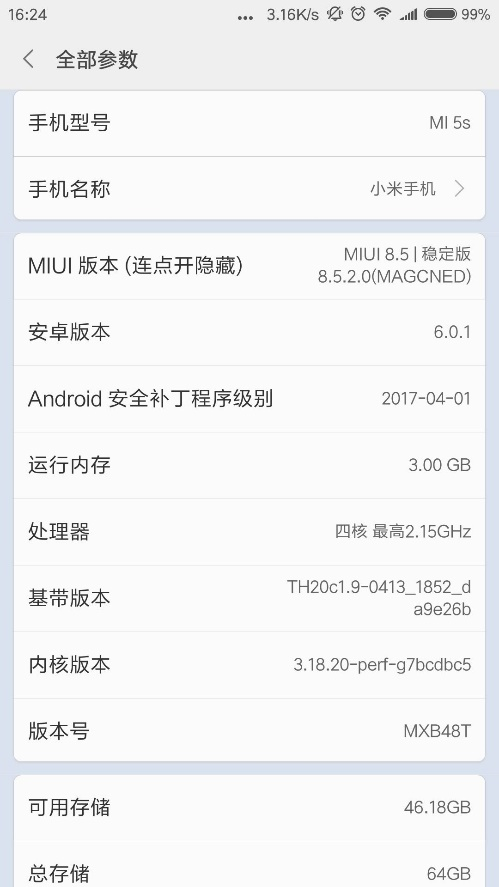 16:24 ... 3.16K/s 99%
全部参数
手机型号 MI 5s
手机名称 小米手机
MIUI 版本 (连点开隐藏) MIUI 8.5 | 稳定版
8.5.2.0(MAGCNED)
安卓版本 6.0.1
Android 安全补丁程序级别 2017-04-01
运行内存 3.00 GB
处理器 四核 最高2.15GHz
基带版本 TH20c1.9-0413_1852_d
a9e26b
内核版本 3.18.20-perf-g7bcdbc5
版本号 MXB48T
可用存储 46.18GB
总存储 64GB